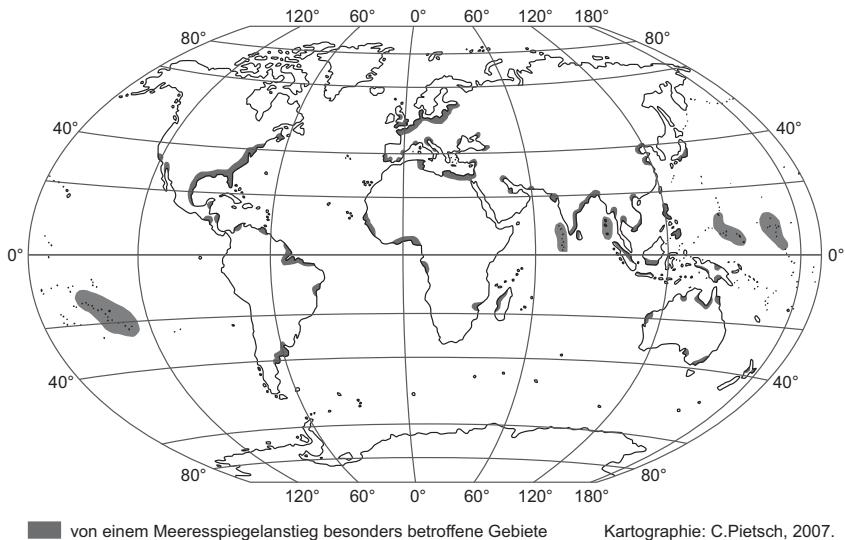 120° 60° 0° 60° 120° 180°
80° 80°
40° 40°
0° 0°
40° 40°
80° 80°
120° 60° 0° 60° 120° 180°
von einem Meeresspiegelanstieg besonders betroffene Gebiete Kartographie: C.Pietsch, 2007.